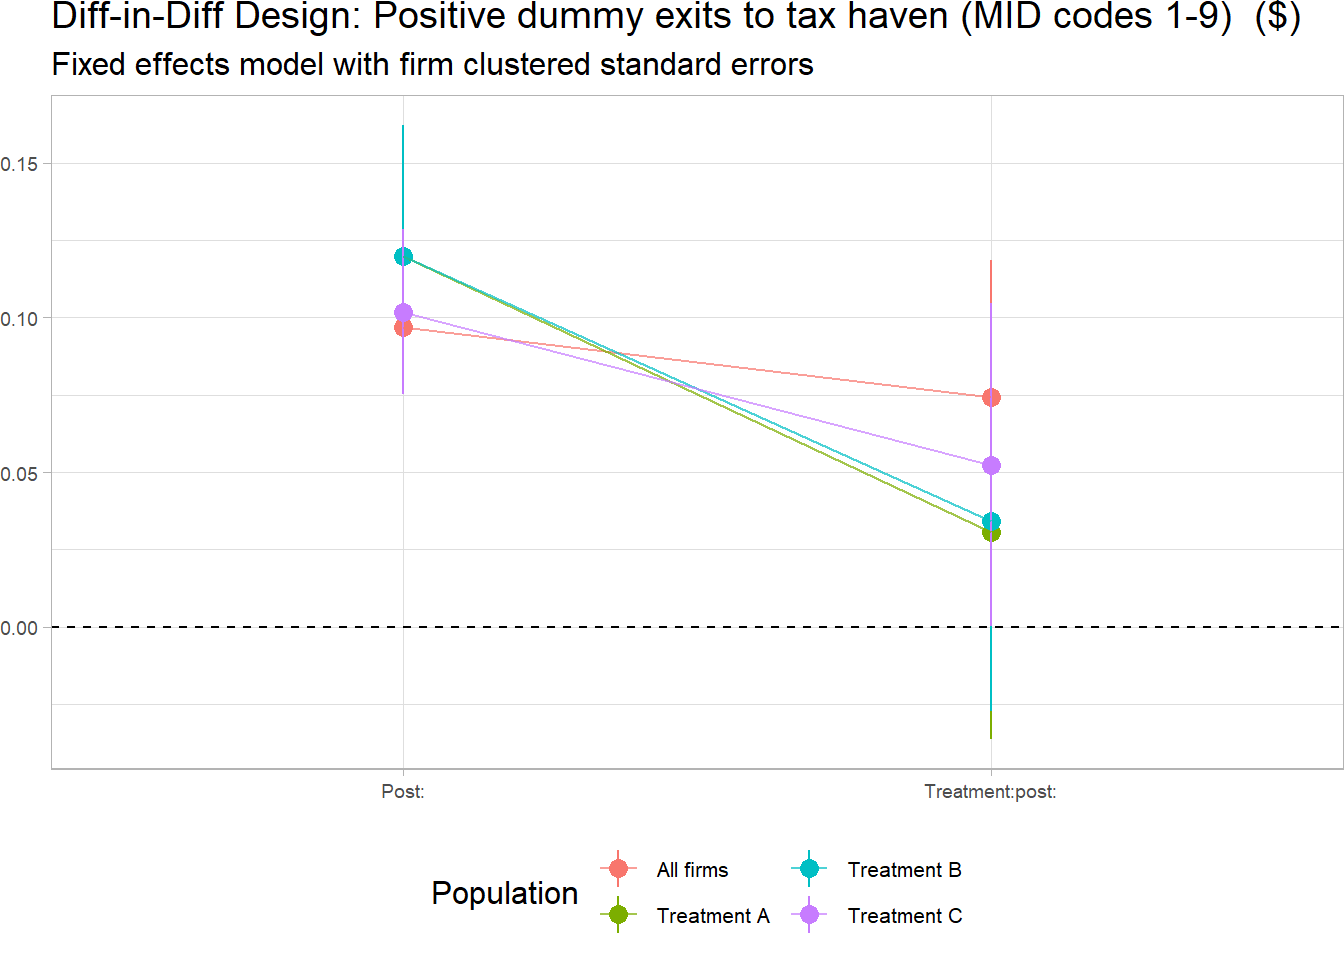 Diff-in-Diff Design: Positive dummy exits to tax haven (MID codes 1-9)  ($)
Fixed effects model with firm clustered standard errors
0.15
0.10
0.05
0.00
Post:
Treatment:post:
Population
All firms
Treatment A
Treatment B
Treatment C